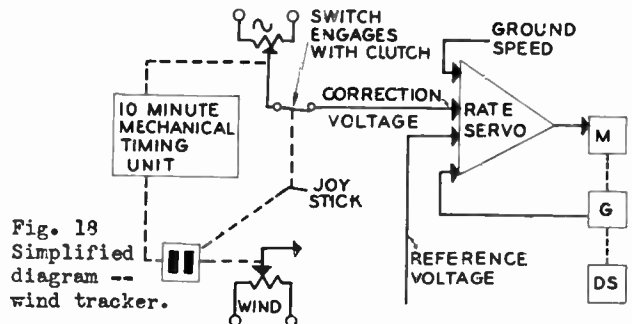 SWITCH
ENGAGES
WITH CLUTCH
GROUND
SPEED
10 MINUTE
MECHANICAL
TIMING
UNIT
CORRECTION
VOLTAGE
RATE
SERVO
M
JOY
STICK
G
Fig. 18
Simplified
diagram --
wind tracker.
REFERENCE
VOLTAGE
WIND
DS